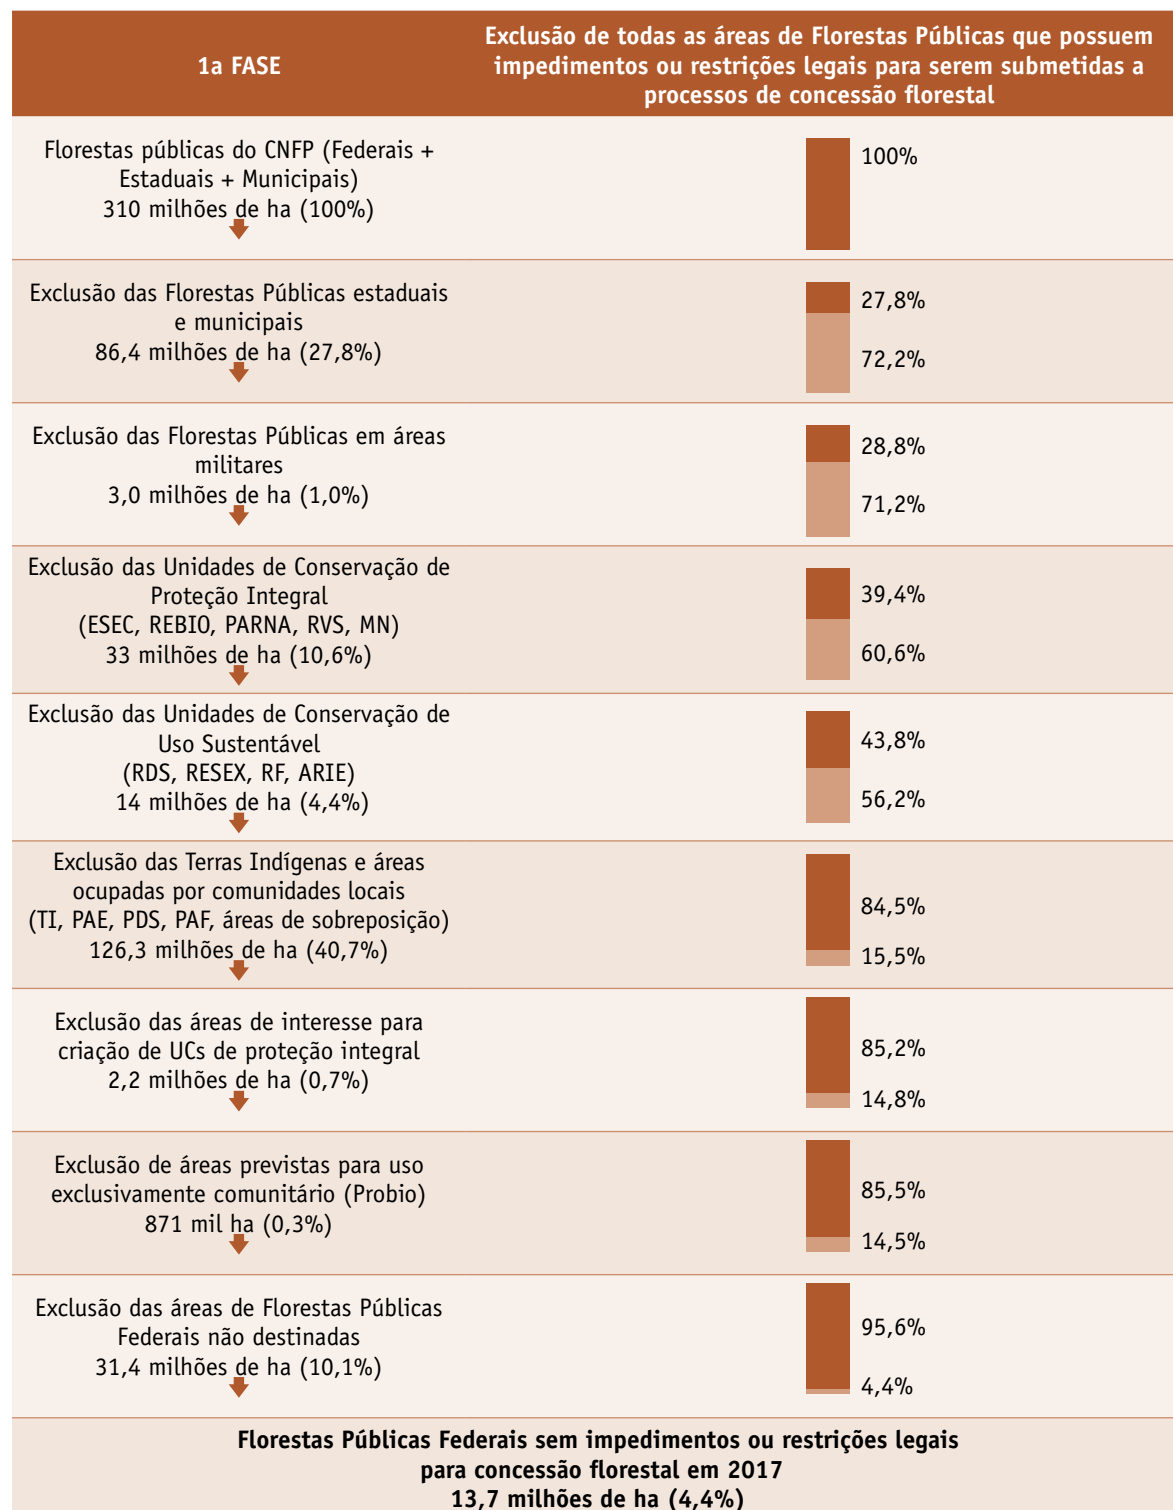 1a FASE
Exclusão de todas as áreas de Florestas Públicas que possuem
impedimentos ou restrições legais para serem submetidas a
processos de concessão florestal
Florestas públicas do CNFP (Federais +
Estaduais + Municipais)
310 milhões de ha (100%)
100%
Exclusão das Florestas Públicas estaduais
e municipais
86,4 milhões de ha (27,8%)
27,8%
72,2%
Exclusão das Florestas Públicas em áreas
militares
3,0 milhões de ha (1,0%)
28,8%
71,2%
Exclusão das Unidades de Conservação de
Proteção Integral
(ESEC, REBIO, PARNA, RVS, MN)
33 milhões de ha (10,6%)
39,4%
60,6%
Exclusão das Unidades de Conservação de
Uso Sustentável
(RDS, RESEX, RF, ARIE)
14 milhões de ha (4,4%)
43,8%
56,2%
Exclusão das Terras Indígenas e áreas
ocupadas por comunidades locais
(TI, PAE, PDS, PAF, áreas de sobreposição)
126,3 milhões de ha (40,7%)
84,5%
15,5%
Exclusão das áreas de interesse para
criação de UCs de proteção integral
2,2 milhões de ha (0,7%)
85,2%
14,8%
Exclusão de áreas previstas para uso
exclusivamente comunitário (Probio)
871 mil ha (0,3%)
85,5%
14,5%
Exclusão das áreas de Florestas Públicas
Federais não destinadas
31,4 milhões de ha (10,1%)
95,6%
4,4%
Florestas Públicas Federais sem impedimentos ou restrições legais
para concessão florestal em 2017
13,7 milhões de ha (4,4%)